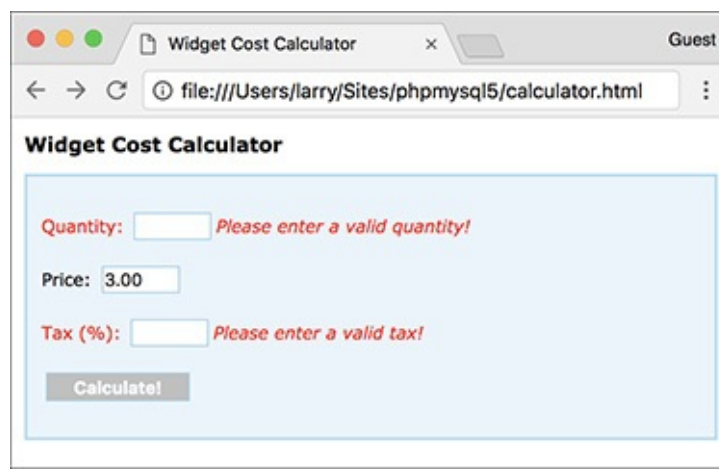 Widget Cost Calculator
Guest
file:///Users/larry/Sites/phpmysql5/calculator.html
Widget Cost Calculator
Quantity: Please enter a valid quantity!
Price: 3.00
Tax (%): Please enter a valid tax!
Calculate!